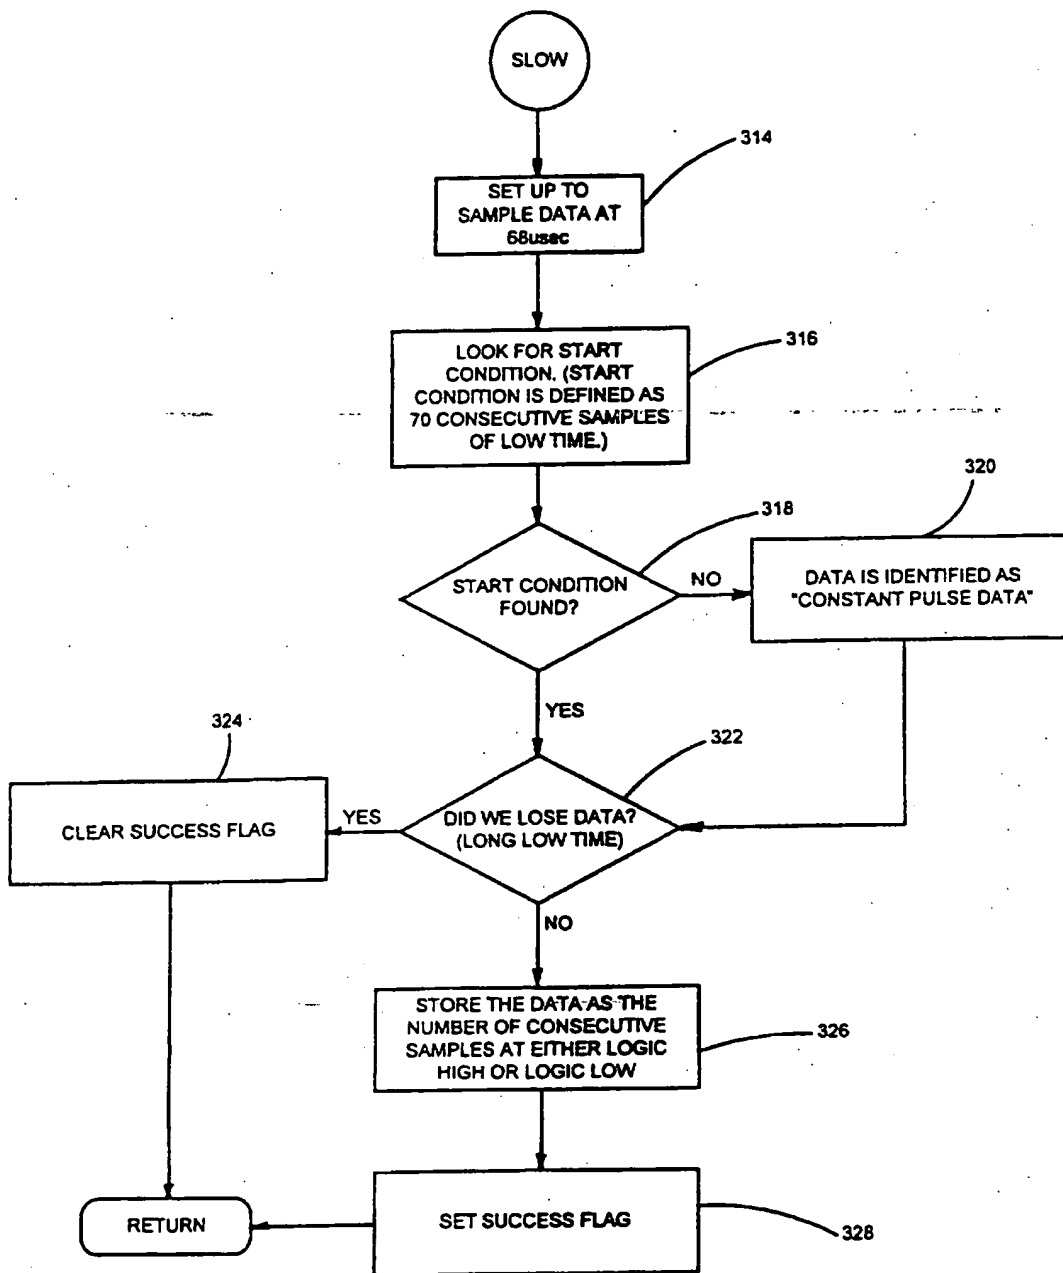 SLOW
314
SET UP TO
SAMPLE DATA AT
68usec
316
LOOK FOR START
CONDITION. (START
CONDITION IS DEFINED AS
70 CONSECUTIVE SAMPLES
OF LOW TIME.)
318
320
START CONDITION
FOUND?
NO
DATA IS IDENTIFIED AS
"CONSTANT PULSE DATA"
YES
324
322
CLEAR SUCCESS FLAG
YES
DID WE LOSE DATA?
(LONG LOW TIME)
NO
STORE THE DATA AS THE
NUMBER OF CONSECUTIVE
SAMPLES AT EITHER LOGIC
HIGH OR LOGIC LOW
326
RETURN
SET SUCCESS FLAG
328